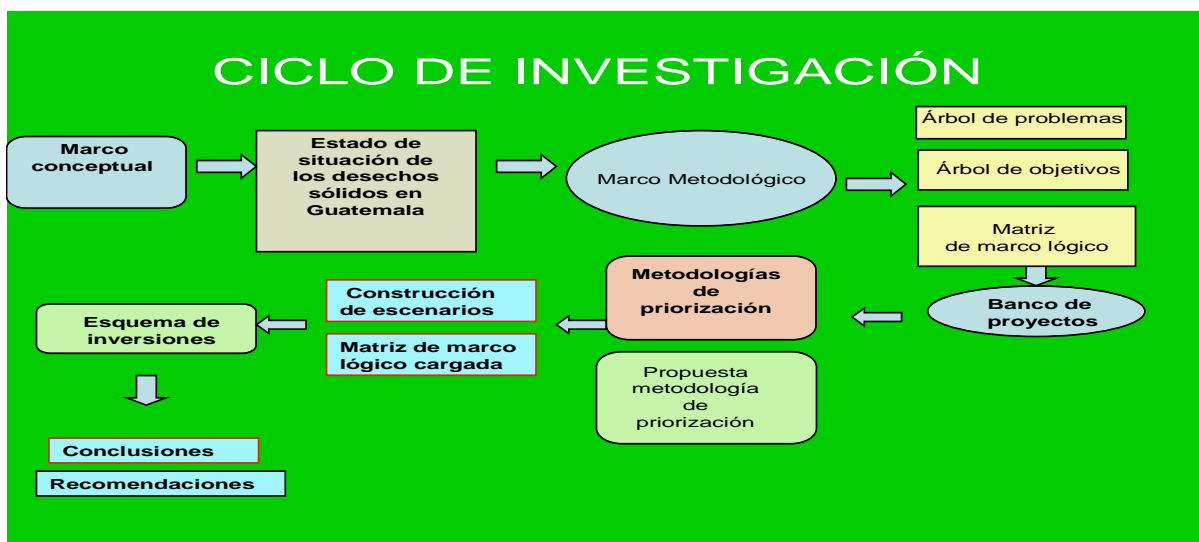 CICLO DE INVESTIGACIÓN
Marco
conceptual
Estado de
situación de
los desechos
sólidos en
Guatemala
Marco Metodológico
Árbol de problemas
Árbol de objetivos
Matriz
de marco lógico
Banco de
proyectos
Metodologías
de
priorización
Propuesta
metodología
de
priorización
Construcción
de escenarios
Matriz de marco
lógico cargada
Esquema de
inversiones
Conclusiones
Recomendaciones